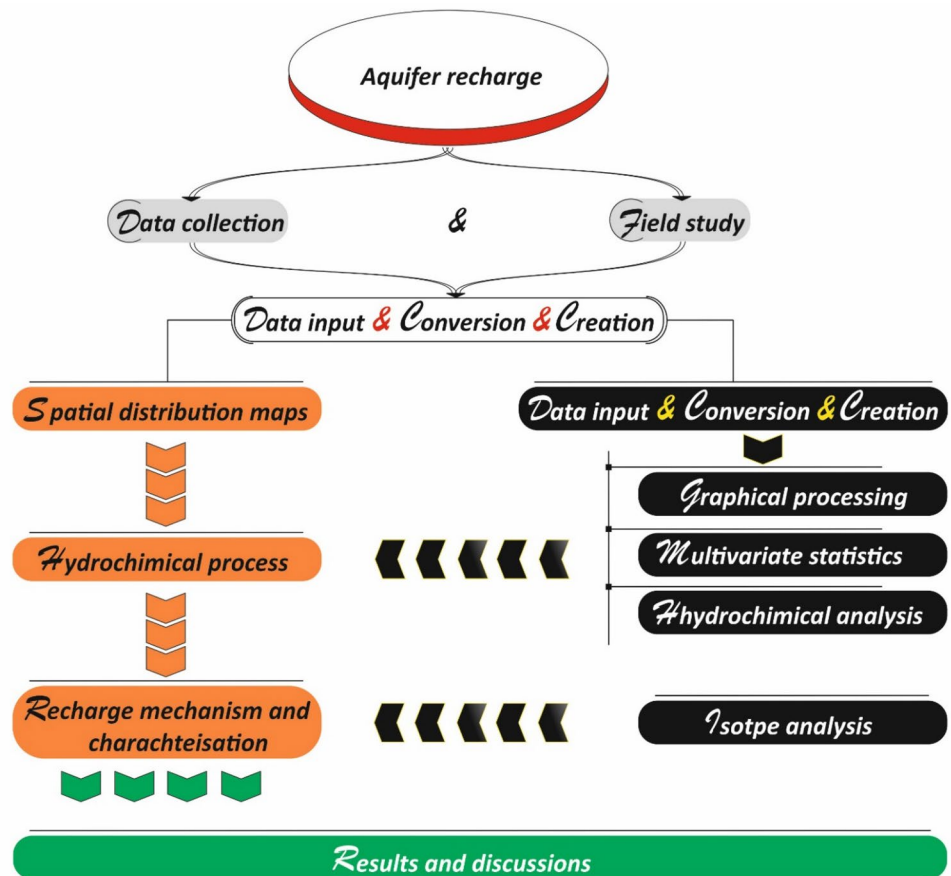 Aquifer recharge
Data collection
&
Field study
Data input & Conversion & Creation
Spatial distribution maps
Data input & Conversion & Creation
Graphical processing
Hydrochimical process
Multivariate statistics
Hhydrochimical analysis
Recharge mechanism and
charachteisation
Isotpe analysis
Results and discussions